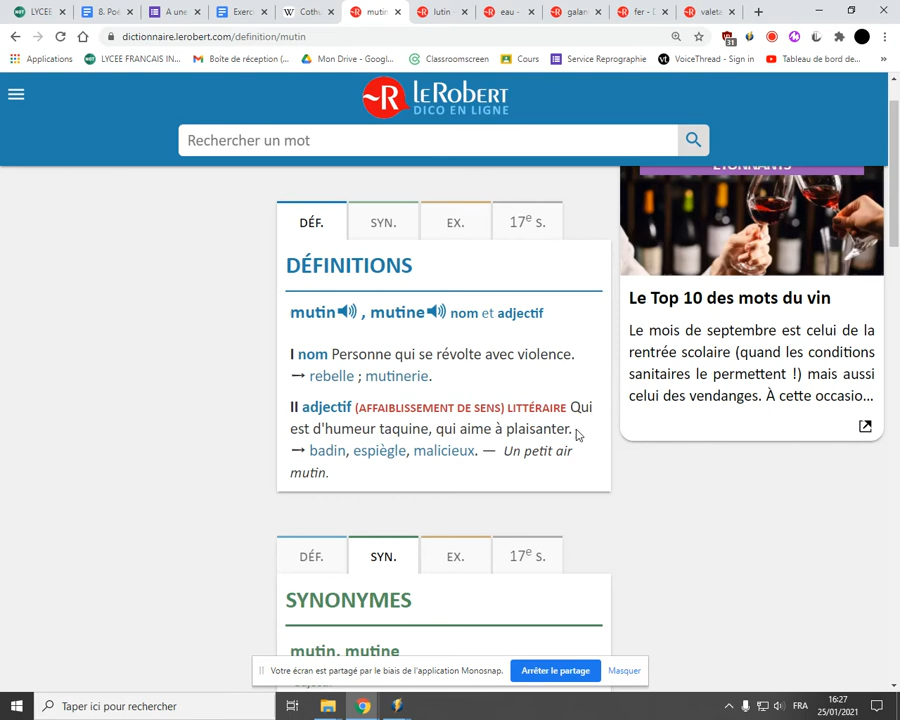 LYCEE
8. Poé
A une
Exerc
Cothu
mutin
lutin -
eau -
galan
fer - D
valeta
dictionnaire.lerobert.com/definition/mutin
31
Applications
LYCEE FRANCAIS IN...
Boîte de réception (...
Mon Drive - Googl...
Classroomscreen
Cours
Service Reprographie
VoiceThread - Sign in
Tableau de bord de...
»
~R leRobert
DICO EN LIGNE
Rechercher un mot
ÉTONNANTS
DÉF.
SYN.
EX.
17e S.
DÉFINITIONS
mutin , mutine nom et adjectif
I nom Personne qui se révolte avec violence.
→ rebelle ; mutinerie.
II adjectif (AFFAIBLISSEMENT DE SENS) LITTÉRAIRE Qui
est d'humeur taquine, qui aime à plaisanter.
→ badin, espiègle, malicieux. — Un petit air
mutin.
Le Top 10 des mots du vin
Le mois de septembre est celui de la
rentrée scolaire (quand les conditions
sanitaires le permettent !) mais aussi
celui des vendanges. À cette occasio...
DÉF.
SYN.
EX.
17e S.
SYNONYMES
mutin, mutine
Votre écran est partagé par le biais de l'application Monosnap.
Arrêter le partage
Masquer
Taper ici pour rechercher
FRA
16:27
25/01/2021